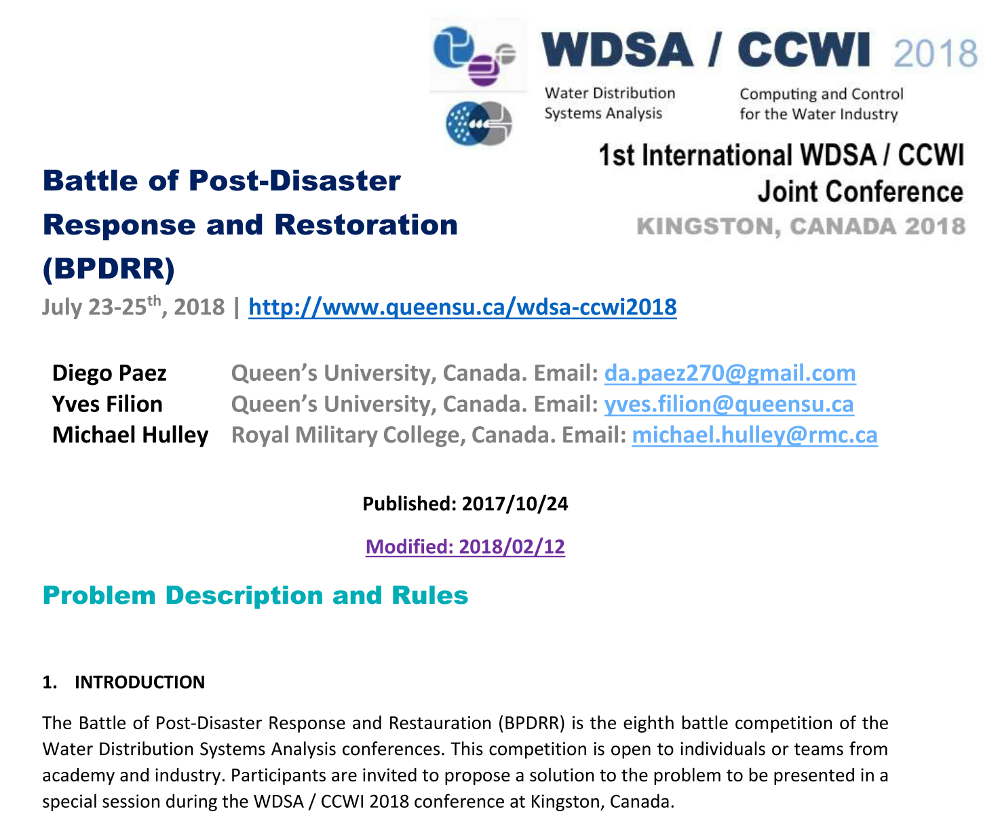 WDSA / CCWI 2018
Water Distribution Systems Analysis
Computing and Control for the Water Industry
1st International WDSA / CCWI
Joint Conference
KINGSTON, CANADA 2018
Battle of Post-Disaster
Response and Restoration
(BPDRR)
July 23-25th, 2018 | http://www.queensu.ca/wdsa-ccwi2018
Diego Paez Queen's University, Canada. Email: da.paez270@gmail.com
Yves Filion Queen's University, Canada. Email: yves.filion@queensu.ca
Michael Hulley Royal Military College, Canada. Email: michael.hulley@rmc.ca
Published: 2017/10/24
Modified: 2018/02/12
Problem Description and Rules
1. INTRODUCTION
The Battle of Post-Disaster Response and Restauration (BPDRR) is the eighth battle competition of the
Water Distribution Systems Analysis conferences. This competition is open to individuals or teams from
academy and industry. Participants are invited to propose a solution to the problem to be presented in a
special session during the WDSA / CCWI 2018 conference at Kingston, Canada.